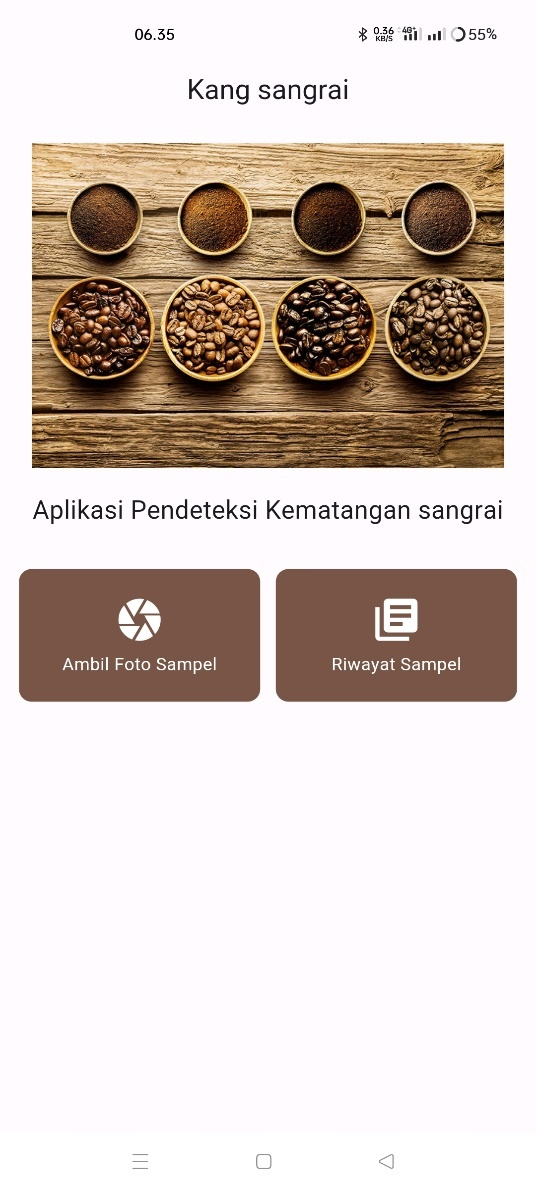 06.35
0.36 KB/S 4G+ 55%
Kang sangrai
Aplikasi Pendeteksi Kematangan sangrai
Ambil Foto Sampel
Riwayat Sampel